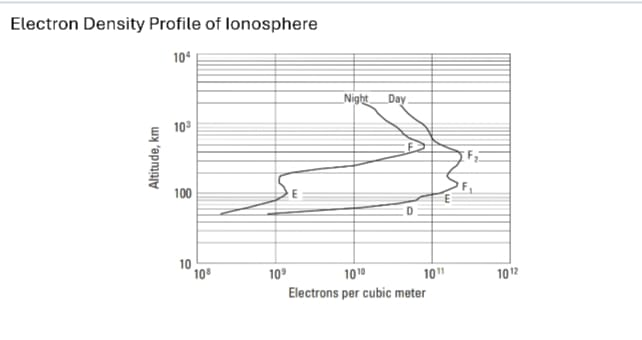 Electron Density Profile of Ionosphere
10⁴
Night Day
10³
F
F₂
Altitude, km
100
E
F₁
E
D
10
10⁸ 10⁹ 10¹⁰ 10¹¹ 10¹²
Electrons per cubic meter